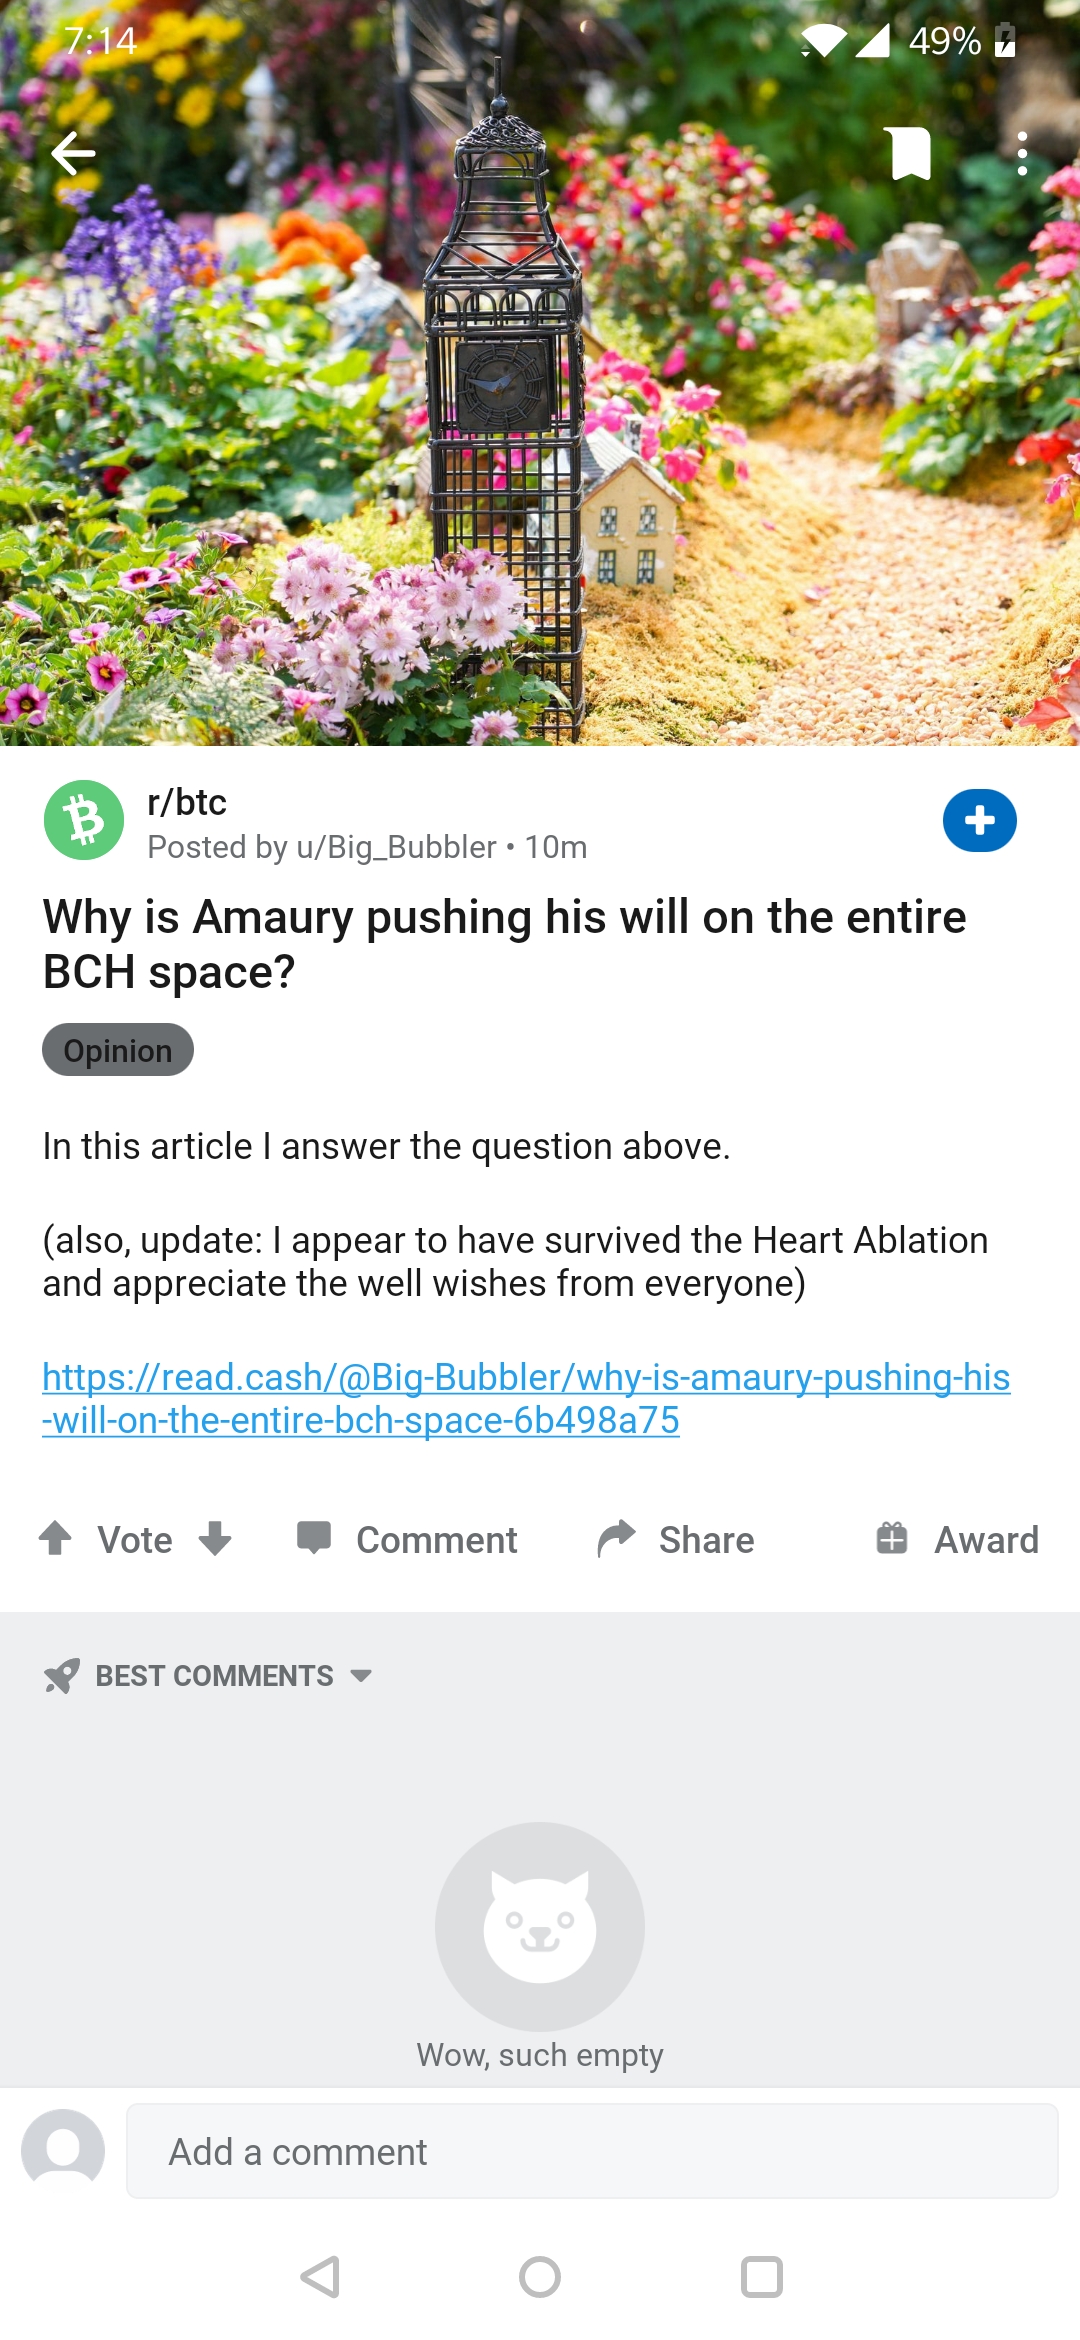 7:14
49%
r/btc
Posted by u/Big_Bubbler • 10m
Why is Amaury pushing his will on the entire
BCH space?
Opinion
In this article I answer the question above.
(also, update: I appear to have survived the Heart Ablation
and appreciate the well wishes from everyone)
https://read.cash/@Big-Bubbler/why-is-amaury-pushing-his
-will-on-the-entire-bch-space-6b498a75
Vote
Comment
Share
Award
BEST COMMENTS
Wow, such empty
Add a comment